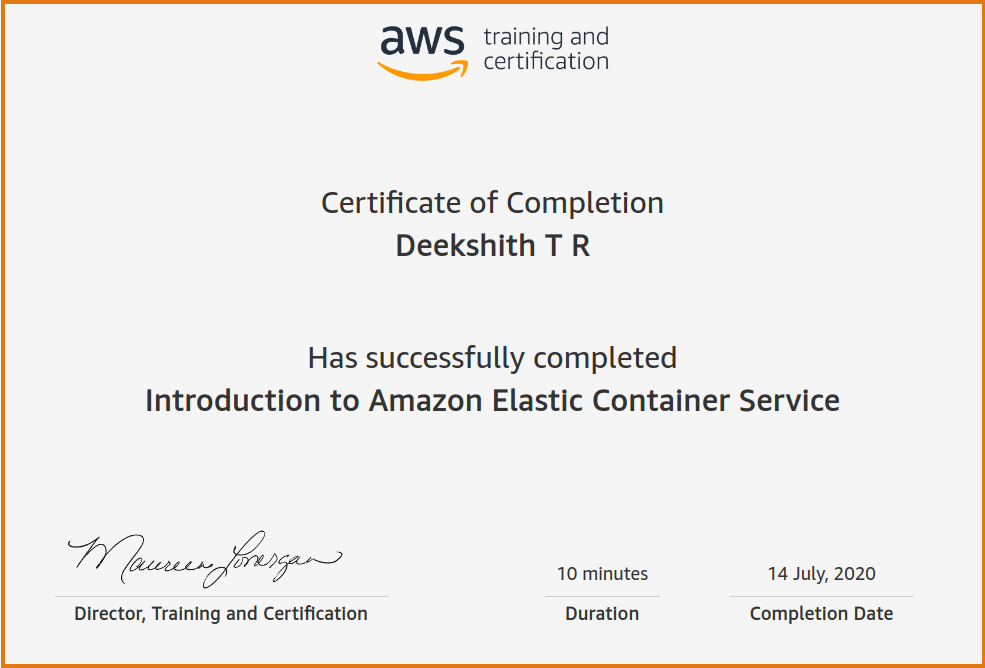 aws training and
certification
Certificate of Completion
Deekshith T R
Has successfully completed
Introduction to Amazon Elastic Container Service
Maureen Lonergan
10 minutes
14 July, 2020
Director, Training and Certification
Duration
Completion Date